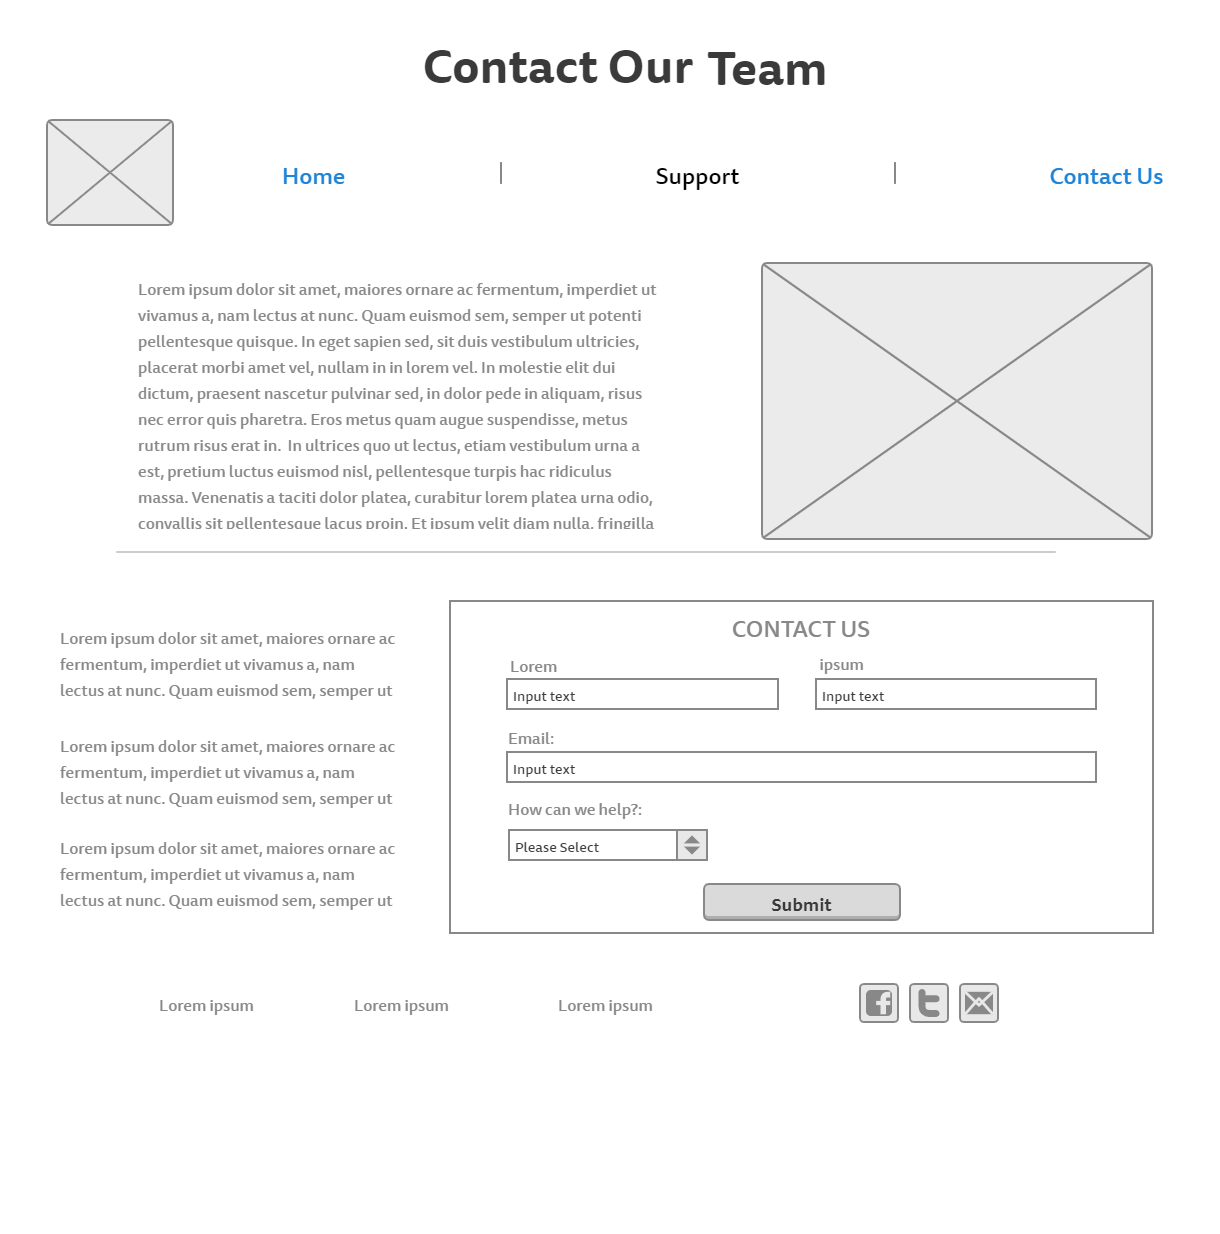 Contact Our Team
Home | Support | Contact Us
Lorem ipsum dolor sit amet, maiores ornare ac fermentum, imperdiet ut
vivamus a, nam lectus at nunc. Quam euismod sem, semper ut potenti
pellentesque quisque. In eget sapien sed, sit duis vestibulum ultricies,
placerat morbi amet vel, nullam in in lorem vel. In molestie elit dui
dictum, praesent nascetur pulvinar sed, in dolor pede in aliquam, risus
nec error quis pharetra. Eros metus quam augue suspendisse, metus
rutrum risus erat in.  In ultrices quo ut lectus, etiam vestibulum urna a
est, pretium luctus euismod nisl, pellentesque turpis hac ridiculus
massa. Venenatis a taciti dolor platea, curabitur lorem platea urna odio,
convallis sit pellentesque lacus proin. Et ipsum velit diam nulla, fringilla
Lorem ipsum dolor sit amet, maiores ornare ac
fermentum, imperdiet ut vivamus a, nam
lectus at nunc. Quam euismod sem, semper ut
Lorem ipsum dolor sit amet, maiores ornare ac
fermentum, imperdiet ut vivamus a, nam
lectus at nunc. Quam euismod sem, semper ut
Lorem ipsum dolor sit amet, maiores ornare ac
fermentum, imperdiet ut vivamus a, nam
lectus at nunc. Quam euismod sem, semper ut
CONTACT US
Lorem
Input text
ipsum
Input text
Email:
Input text
How can we help?:
Please Select
Submit
Lorem ipsum
Lorem ipsum
Lorem ipsum